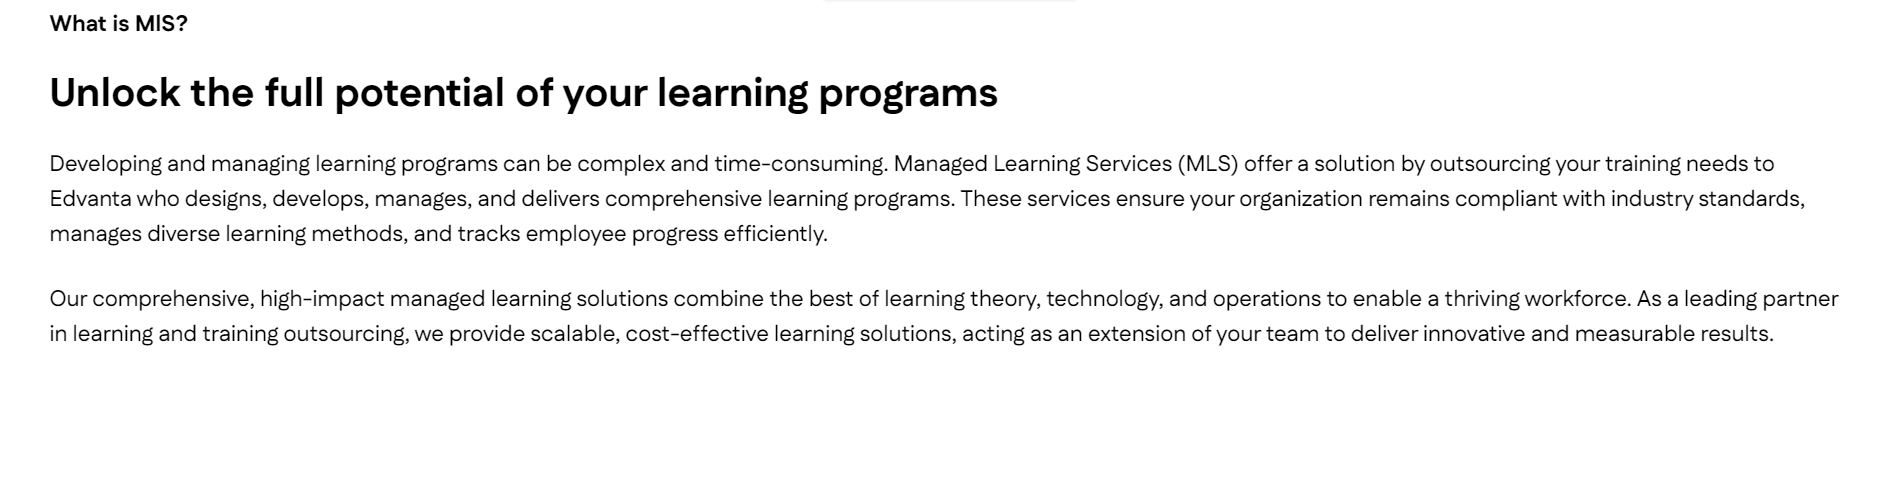 What is MIS?
Unlock the full potential of your learning programs
Developing and managing learning programs can be complex and time-consuming. Managed Learning Services (MLS) offer a solution by outsourcing your training needs to
Edvanta who designs, develops, manages, and delivers comprehensive learning programs. These services ensure your organization remains compliant with industry standards,
manages diverse learning methods, and tracks employee progress efficiently.
Our comprehensive, high-impact managed learning solutions combine the best of learning theory, technology, and operations to enable a thriving workforce. As a leading partner
in learning and training outsourcing, we provide scalable, cost-effective learning solutions, acting as an extension of your team to deliver innovative and measurable results.